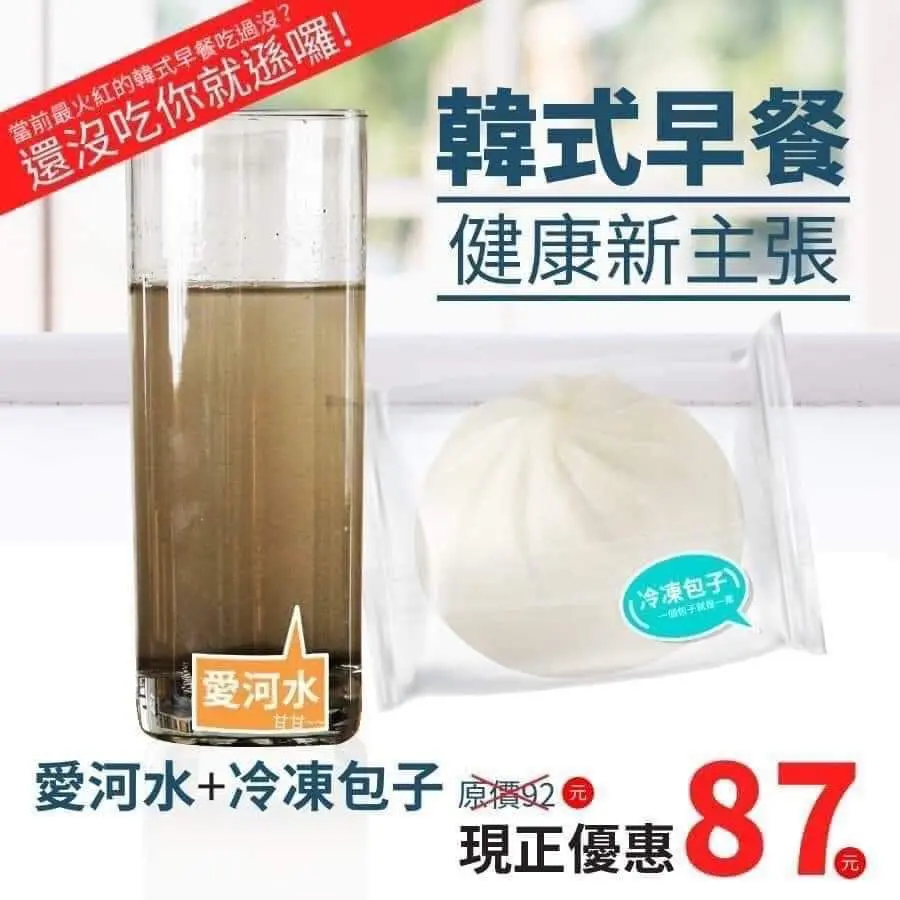 當前最火紅的韓式早餐吃過沒?
還沒吃你就遜囉!
韓式早餐
健康新主張
冷凍包子
一個包子就是一餐
愛河水
甘甘~~
愛河水+冷凍包子
原價92元
現正優惠87元